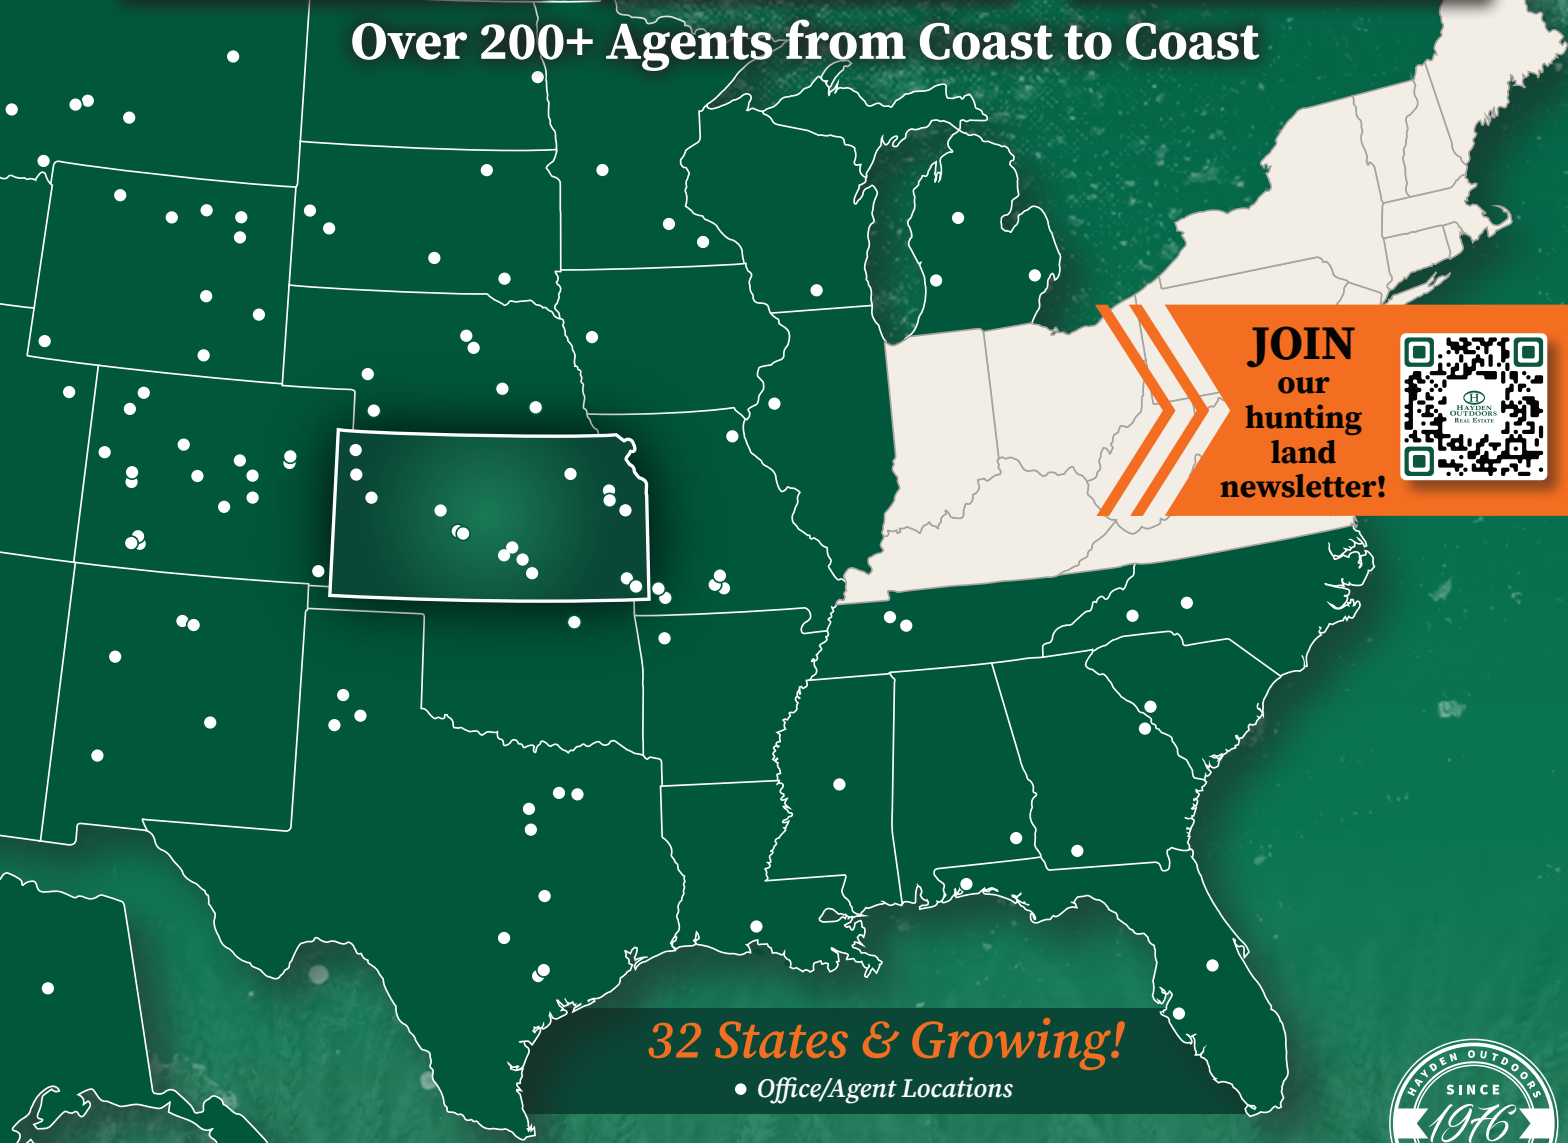 Over 200+ Agents from Coast to Coast
JOIN
our
hunting
land
newsletter!
H
HAYDEN
OUTDOORS
REAL ESTATE
32 States & Growing!
Office/Agent Locations
HAYDEN OUTDOORS
SINCE
1976